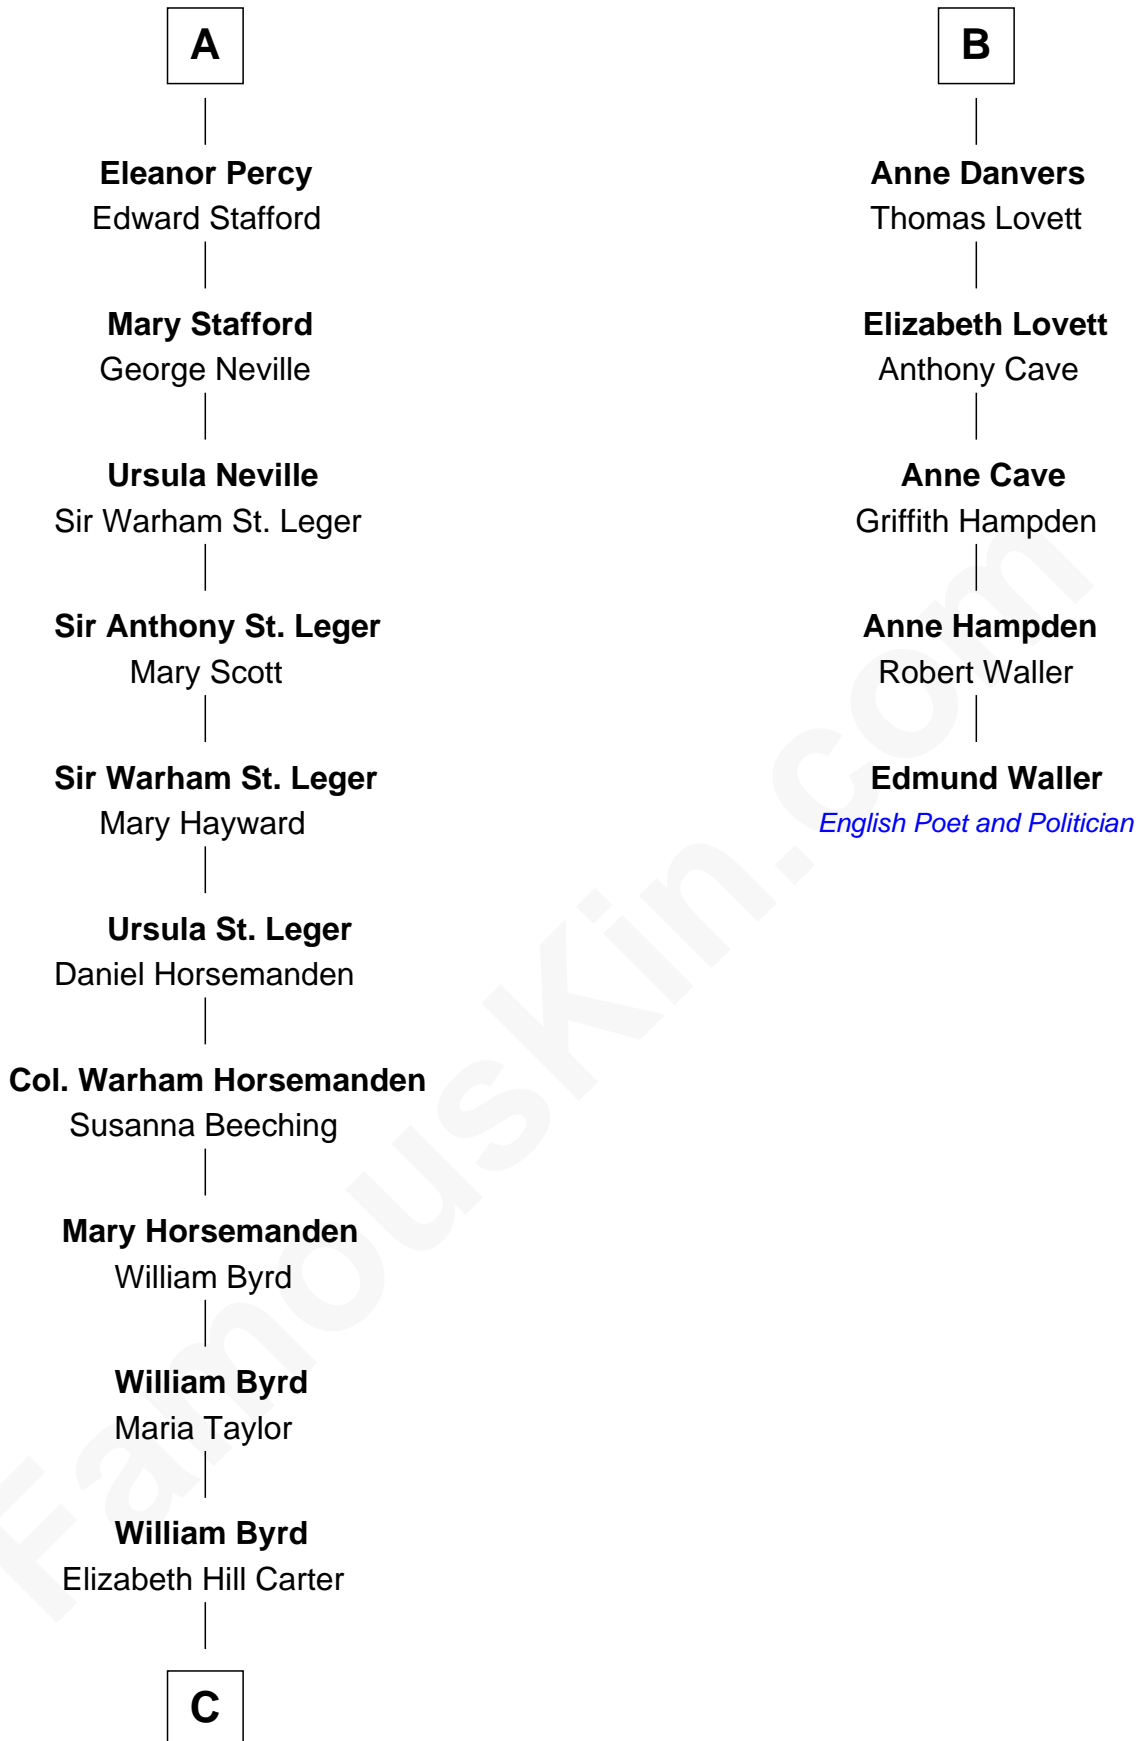 A
Eleanor Percy
Edward Stafford
Mary Stafford
George Neville
Ursula Neville
Sir Warham St. Leger
Sir Anthony St. Leger
Mary Scott
Sir Warham St. Leger
Mary Hayward
Ursula St. Leger
Daniel Horsemanden
Col. Warham Horsemanden
Susanna Beeching
Mary Horsemanden
William Byrd
William Byrd
Maria Taylor
William Byrd
Elizabeth Hill Carter
C
B
Anne Danvers
Thomas Lovett
Elizabeth Lovett
Anthony Cave
Anne Cave
Griffith Hampden
Anne Hampden
Robert Waller
Edmund Waller
English Poet and Politician
FamousKin.com